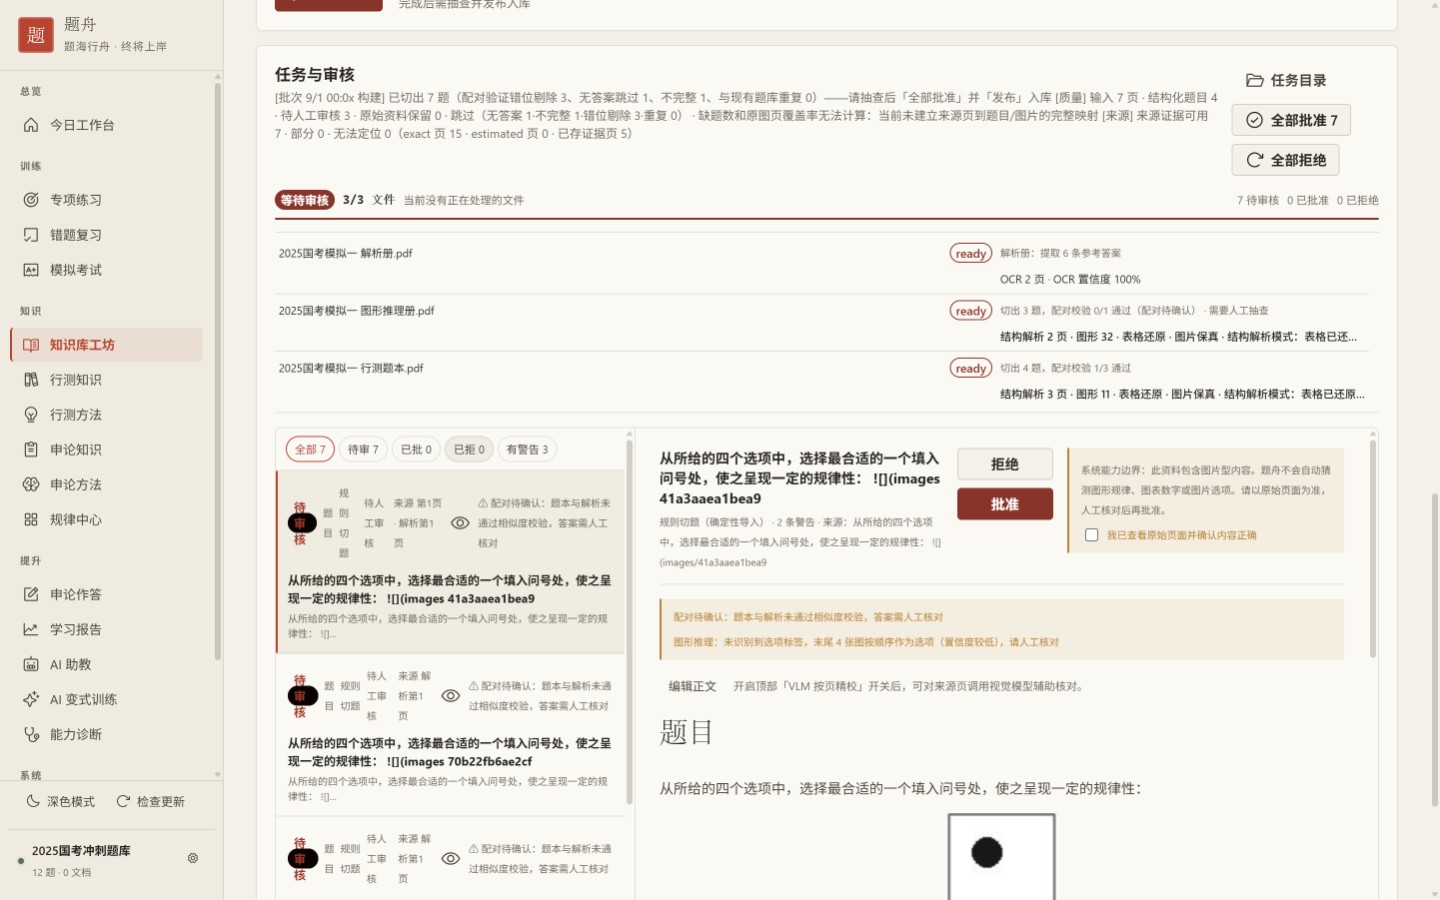 题
题舟
题海行舟 · 终将上岸
总览
今日工作台
训练
专项练习
错题复习
模拟考试
知识
知识库工坊
行测知识
行测方法
申论知识
申论方法
规律中心
提升
申论作答
学习报告
AI 助教
AI 变式训练
能力诊断
系统
深色模式
检查更新
2025国考冲刺题库
12 题 · 0 文档
完成后需抽查并发布入库
任务与审核
[批次 9/1 00:0x 构建] 已切出 7 题（配对验证错位剔除 3、无答案跳过 1、不完整 1、与现有题库重复 0）——请抽查后「全部批准」并「发布」入库 [质量] 输入 7 页 · 结构化题目 4
· 待人工审核 3 · 原始资料保留 0 · 跳过（无答案 1·不完整 1·错位剔除 3·重复 0） · 缺题数和原图页覆盖率无法计算：当前未建立来源页到题目/图片的完整映射 [来源] 来源证据可用
7 · 部分 0 · 无法定位 0（exact 页 15 · estimated 页 0 · 已存证据页 5）
任务目录
全部批准 7
全部拒绝
等待审核 3/3 文件 当前没有正在处理的文件
7 待审核 0 已批准 0 已拒绝
2025国考模拟一 解析册.pdf
ready 解析册：提取 6 条参考答案
OCR 2 页 · OCR 置信度 100%
2025国考模拟一 图形推理册.pdf
ready 切出 3 题，配对校验 0/1 通过（配对待确认） · 需要人工抽查
结构解析 2 页 · 图形 32 · 表格还原 · 图片保真 · 结构解析模式：表格已还...
2025国考模拟一 行测题本.pdf
ready 切出 4 题，配对校验 1/3 通过
结构解析 3 页 · 图形 11 · 表格还原 · 图片保真 · 结构解析模式：表格已还原...
全部 7
待审 7
已批 0
已拒 0
有警告 3
待
审
核
题
目
规
则
切
题
待人
工审
核
来源 第1页
· 解析第1
页
⚠ 配对待确认：题本与解析未
通过相似度校验，答案需人工
核对
从所给的四个选项中，选择最合适的一个填入问号处，使之呈
现一定的规律性： ![](images 41a3aaea1bea9
从所给的四个选项中，选择最合适的一个填入问号处，使之呈现一定的规
律性： ![]...
待
审
核
题
目
规则
切题
待人
工审
核
来源 解
析第1
页
⚠ 配对待确认：题本与解析未通
过相似度校验，答案需人工核对
从所给的四个选项中，选择最合适的一个填入问号处，使之呈
现一定的规律性： ![](images 70b22fb6ae2cf
从所给的四个选项中，选择最合适的一个填入问号处，使之呈现一定的规
律性： ![]...
待
审
核
题
目
规则
切题
待人
工审
核
来源 解
析第1
页
⚠ 配对待确认：题本与解析未通
过相似度校验，答案需人工核对
从所给的四个选项中，选择最合适的一个填入
问号处，使之呈现一定的规律性： ![](images
41a3aaea1bea9
规则切题（确定性导入） · 2 条警告 · 来源：从所给的四个选项
中，选择最合适的一个填入问号处，使之呈现一定的规律性： ![]
(images/41a3aaea1bea9
拒绝
批准
系统能力边界：此资料包含图片型内容。题舟不会自动猜
测图形规律、图表数字或图片选项。请以原始页面为准，
人工核对后再批准。
我已查看原始页面并确认内容正确
配对待确认：题本与解析未通过相似度校验，答案需人工核对
图形推理：未识别到选项标签，末尾 4 张图按顺序作为选项（置信度较低），请人工核对
编辑正文 开启顶部「VLM 按页精校」开关后，可对来源页调用视觉模型辅助核对。
题目
从所给的四个选项中，选择最合适的一个填入问号处，使之呈现一定的规律性：